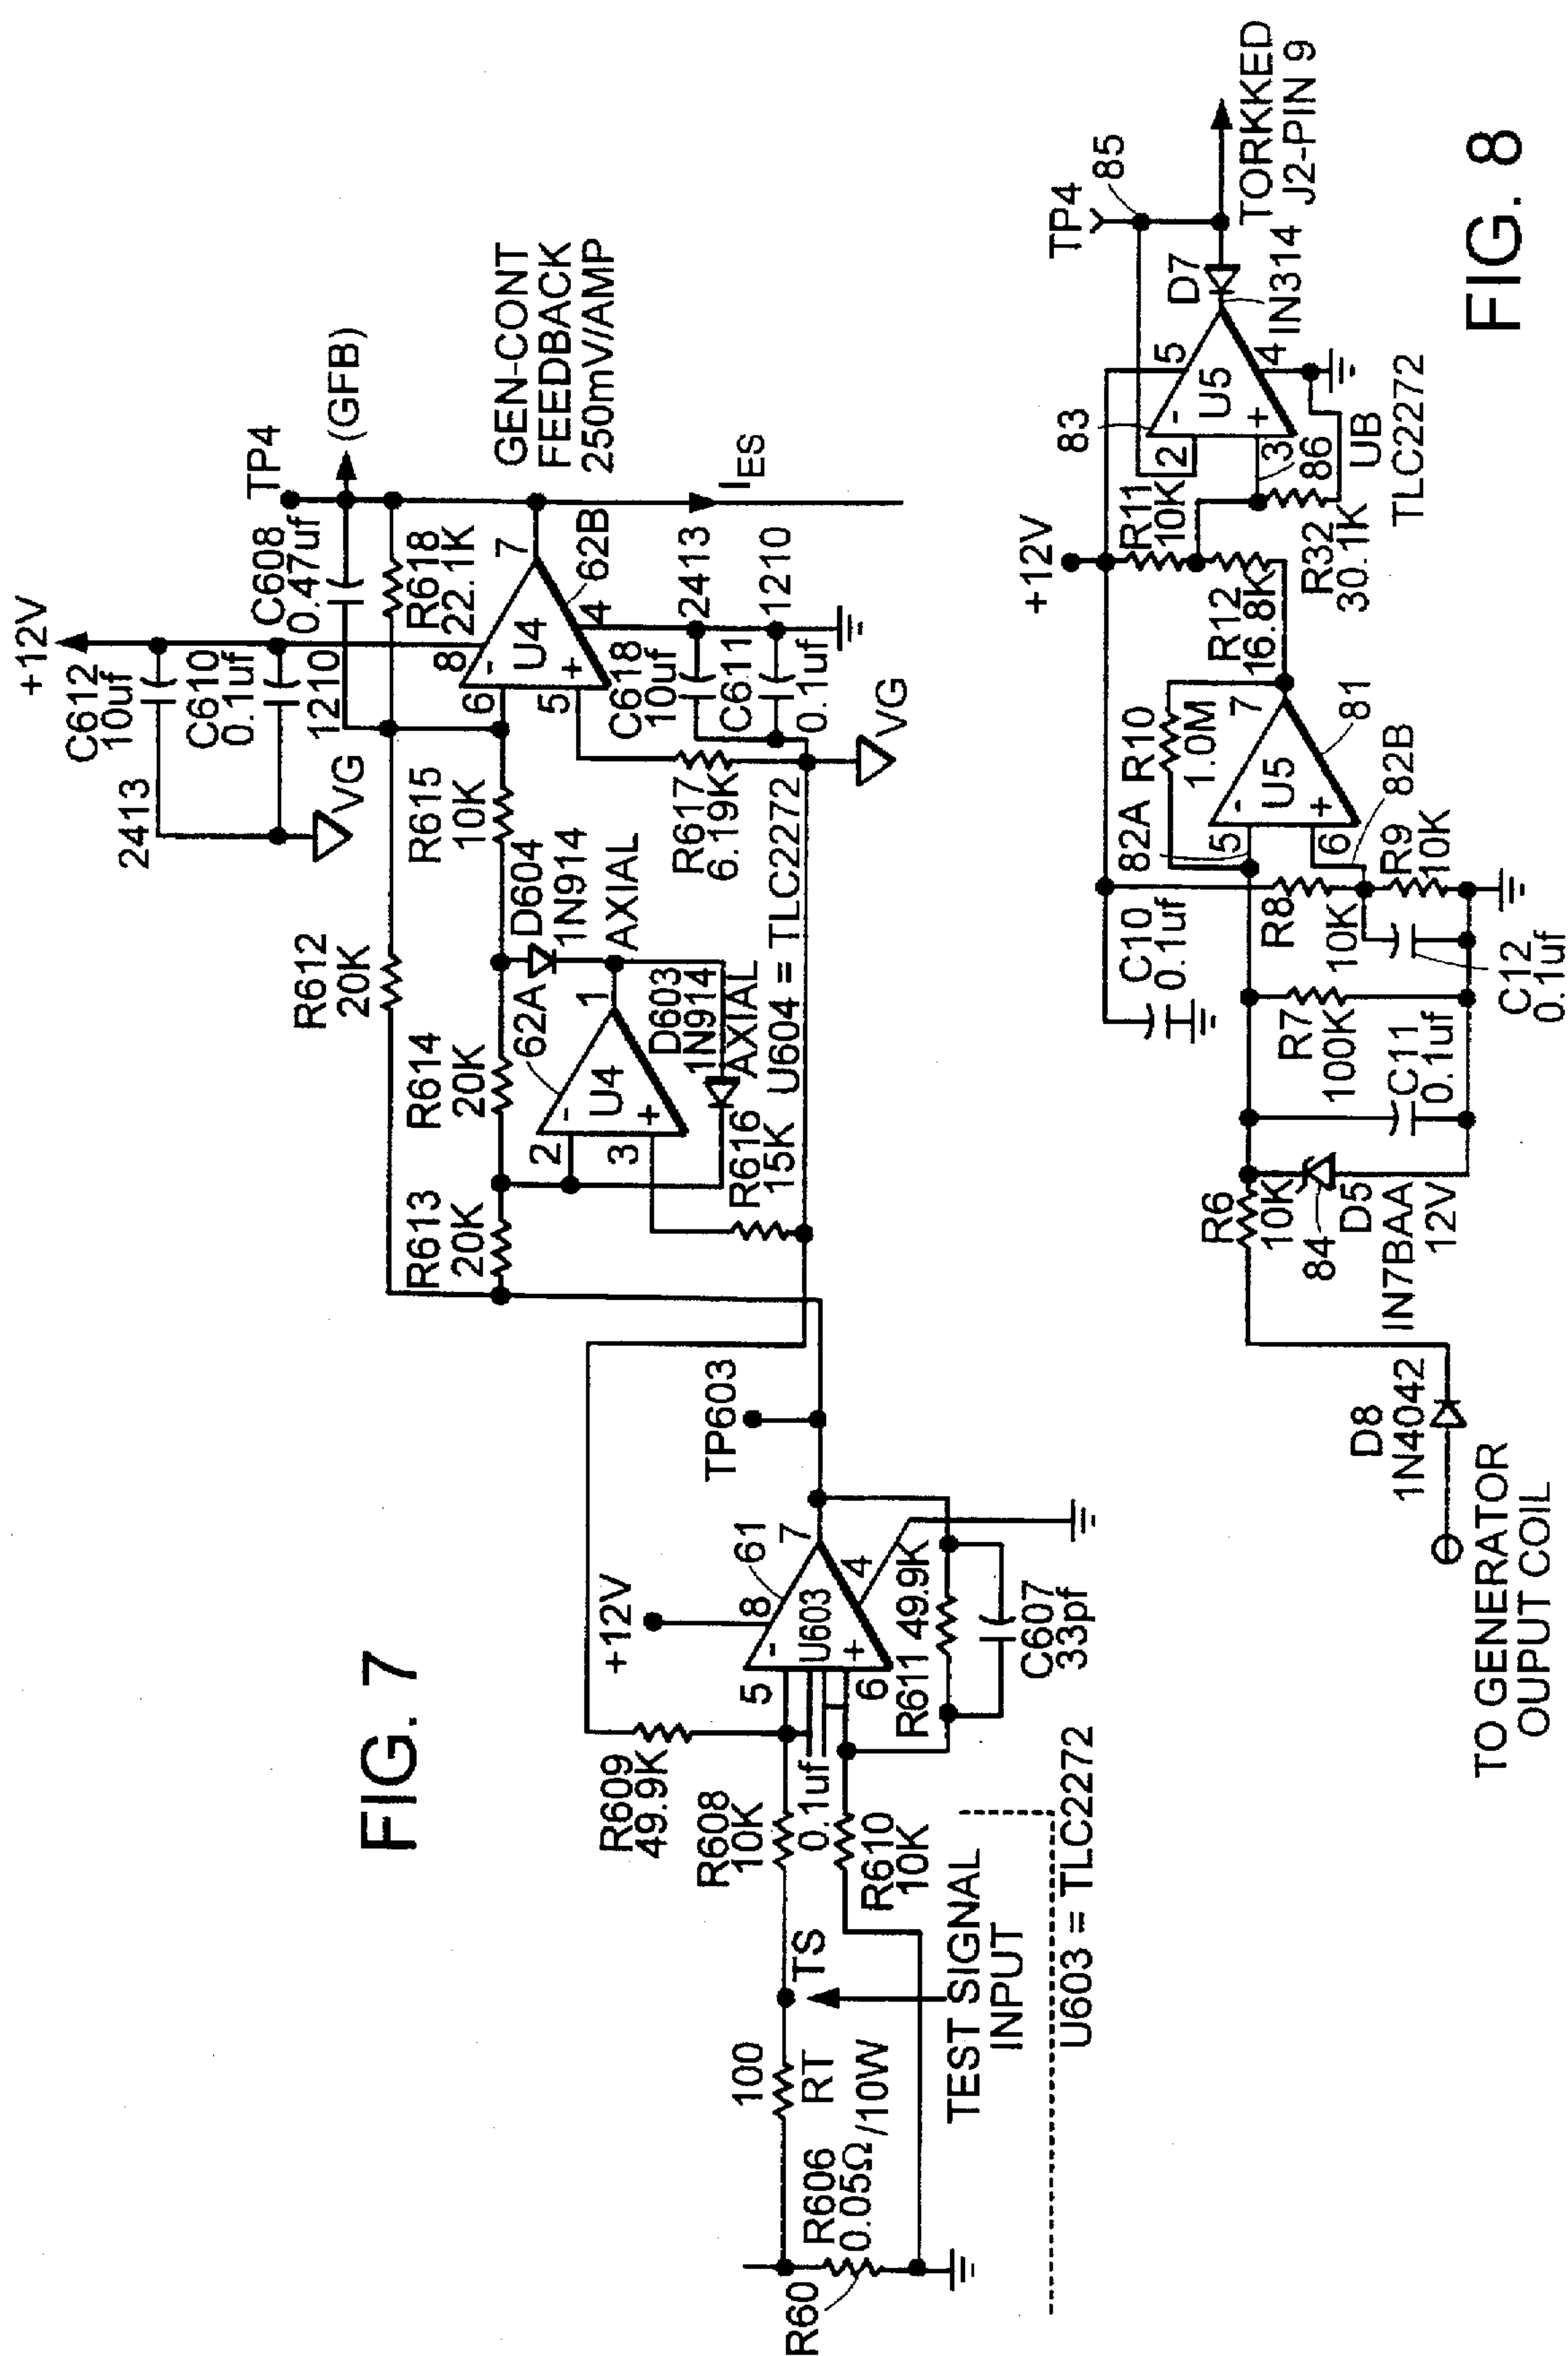 FIG. 7
R60
R606
0.05Ω/10W
100
RT
TS
TEST SIGNAL
INPUT
U603 = TLC2272
R608
10K
R609
49.9K
0.1uf
R610
10K
+12V
5
6
8
61
7
4
-
U603
+
R611 49.9K
C607
33pf
TP603
R613
20K
R612
20K
R614
20K
2
3
-
U4
+
1
62A
R616
15K
D603
1N914
AXIAL
D604
1N914
AXIAL
U604 = TLC2272
R615
10K
R617
6.19K
VG
2413
1210
VG
C612
10uf
C610
0.1uf
+12V
C608
0.47uf
R618
22.1K
8
6
5
-
U4
+
7
4
62B
C618
10uf
C611
0.1uf
2413
1210
TP4
(GFB)
GEN-CONT
FEEDBACK
250mV/AMP
IES
FIG. 8
TO GENERATOR
OUPUT COIL
D8
1N4042
R6
10K
84
D5
IN7BAA
12V
C11
0.1uf
R7
100K
C10
0.1uf
R8
10K
C12
0.1uf
R9
10K
82A
82B
5
6
-
U5
+
7
81
R10
1.0M
R12
16.8K
+12V
R11
10K
R32
30.1K
83
2
3
86
-
U5
+
5
4
UB
TLC2272
D7
IN314
TP4
85
TORKKED
J2-PIN 9